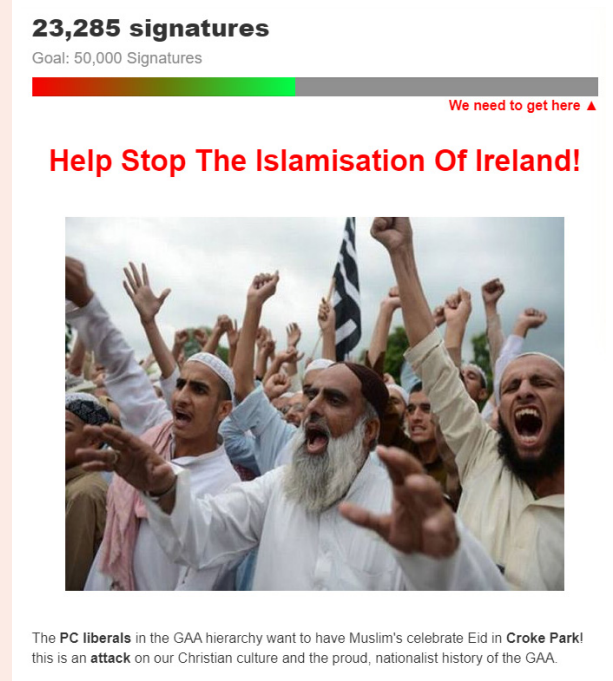 23,285 signatures
Goal: 50,000 Signatures
We need to get here ▲
Help Stop The Islamisation Of Ireland!
The PC liberals in the GAA hierarchy want to have Muslim's celebrate Eid in Croke Park!
this is an attack on our Christian culture and the proud, nationalist history of the GAA.